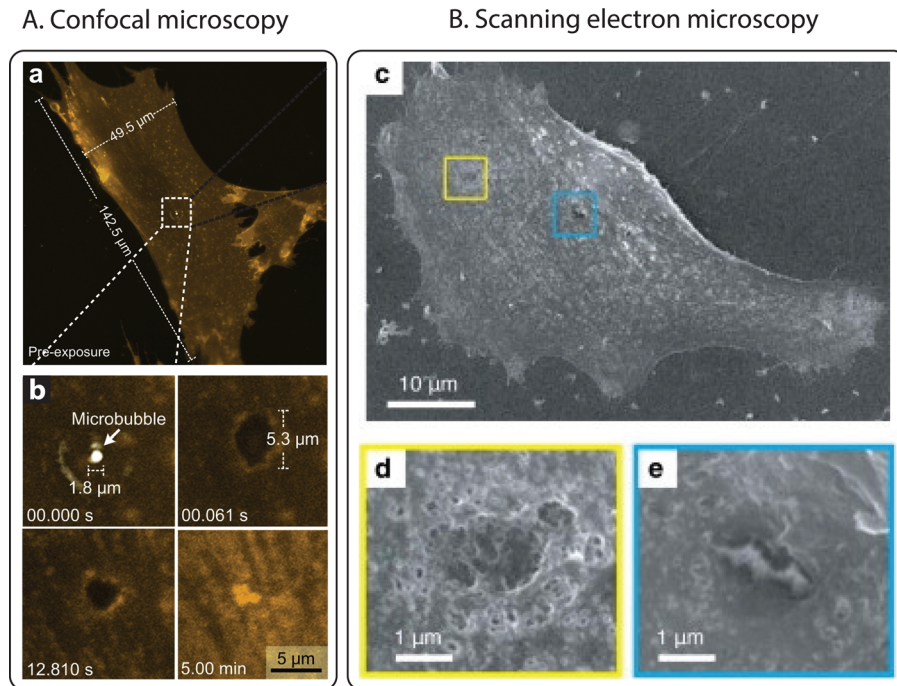 A. Confocal microscopy
B. Scanning electron microscopy
a
49.5 µm
142.5 µm
Pre-exposure
b
Microbubble
1.8 µm
00.000 s
5.3 µm
00.061 s
12.810 s
5.00 min
5 µm
c
10 µm
d
1 µm
e
1 µm